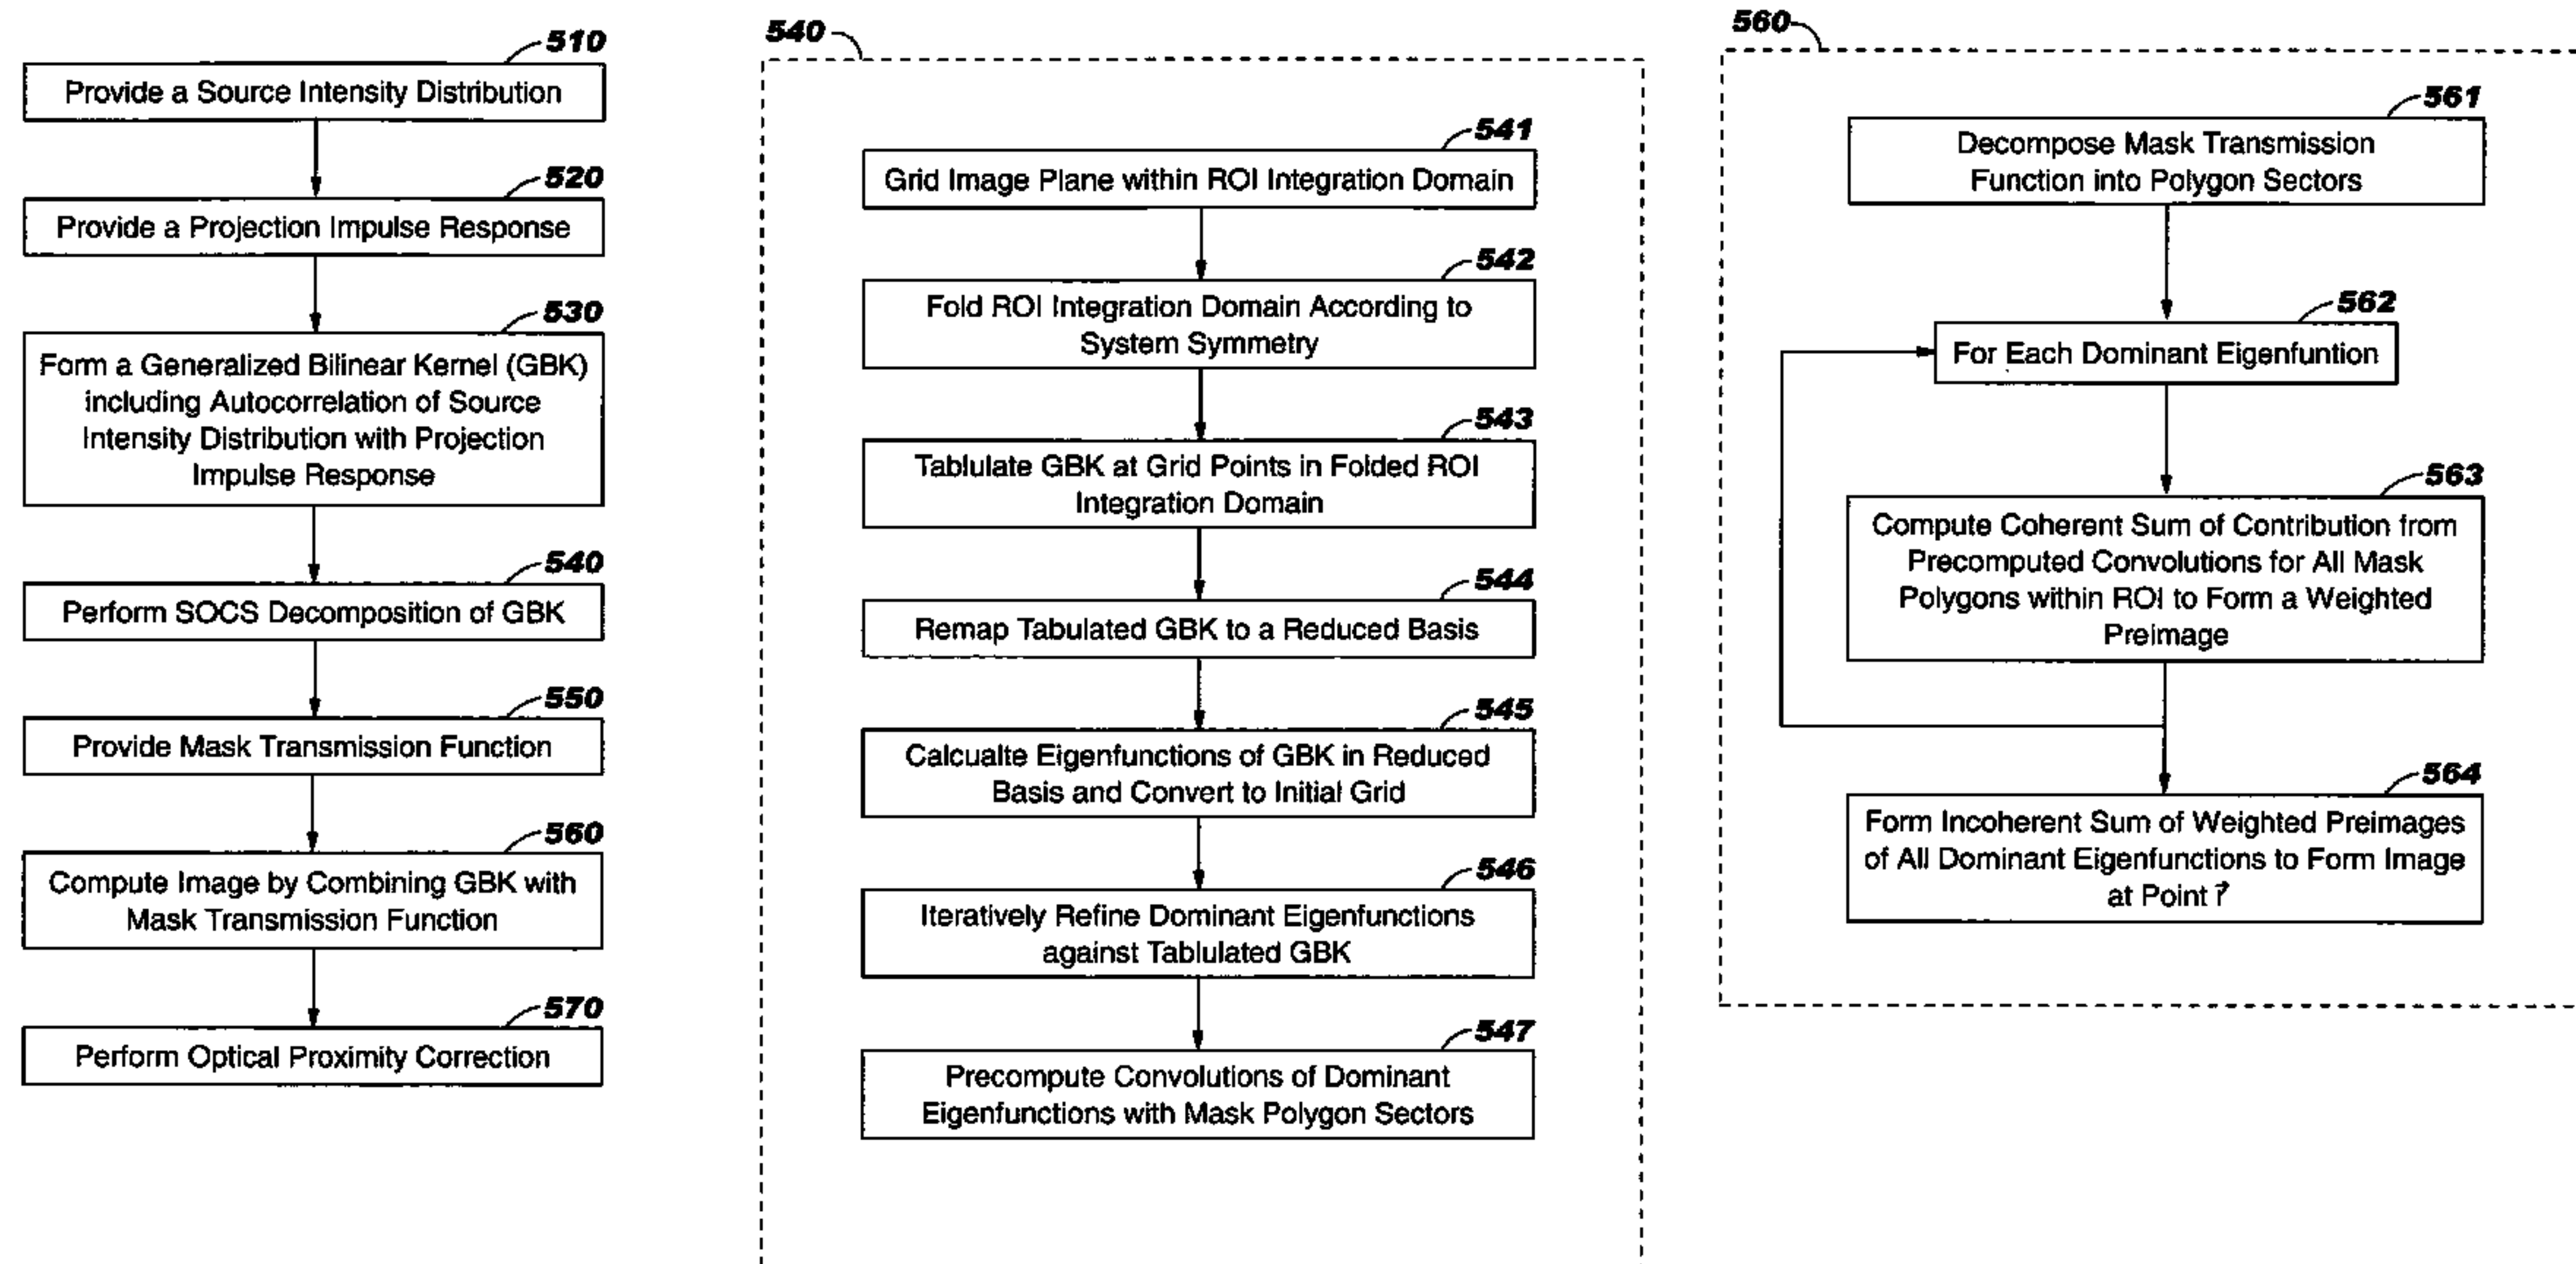 510
Provide a Source Intensity Distribution
520
Provide a Projection Impulse Response
530
Form a Generalized Bilinear Kernel (GBK)
including Autocorrelation of Source
Intensity Distribution with Projection
Impulse Response
540
Perform SOCS Decomposition of GBK
550
Provide Mask Transmission Function
560
Compute Image by Combining GBK with
Mask Transmission Function
570
Perform Optical Proximity Correction
540
541
Grid Image Plane within ROI Integration Domain
542
Fold ROI Integration Domain According to
System Symmetry
543
Tablulate GBK at Grid Points in Folded ROI
Integration Domain
544
Remap Tabulated GBK to a Reduced Basis
545
Calcualte Eigenfunctions of GBK in Reduced
Basis and Convert to Initial Grid
546
Iteratively Refine Dominant Eigenfunctions
against Tablulated GBK
547
Precompute Convolutions of Dominant
Eigenfunctions with Mask Polygon Sectors
560
561
Decompose Mask Transmission
Function into Polygon Sectors
562
For Each Dominant Eigenfuntion
563
Compute Coherent Sum of Contribution from
Precomputed Convolutions for All Mask
Polygons within ROI to Form a Weighted
Preimage
564
Form Incoherent Sum of Weighted Preimages
of All Dominant Eigenfunctions to Form Image
at Point r⃗